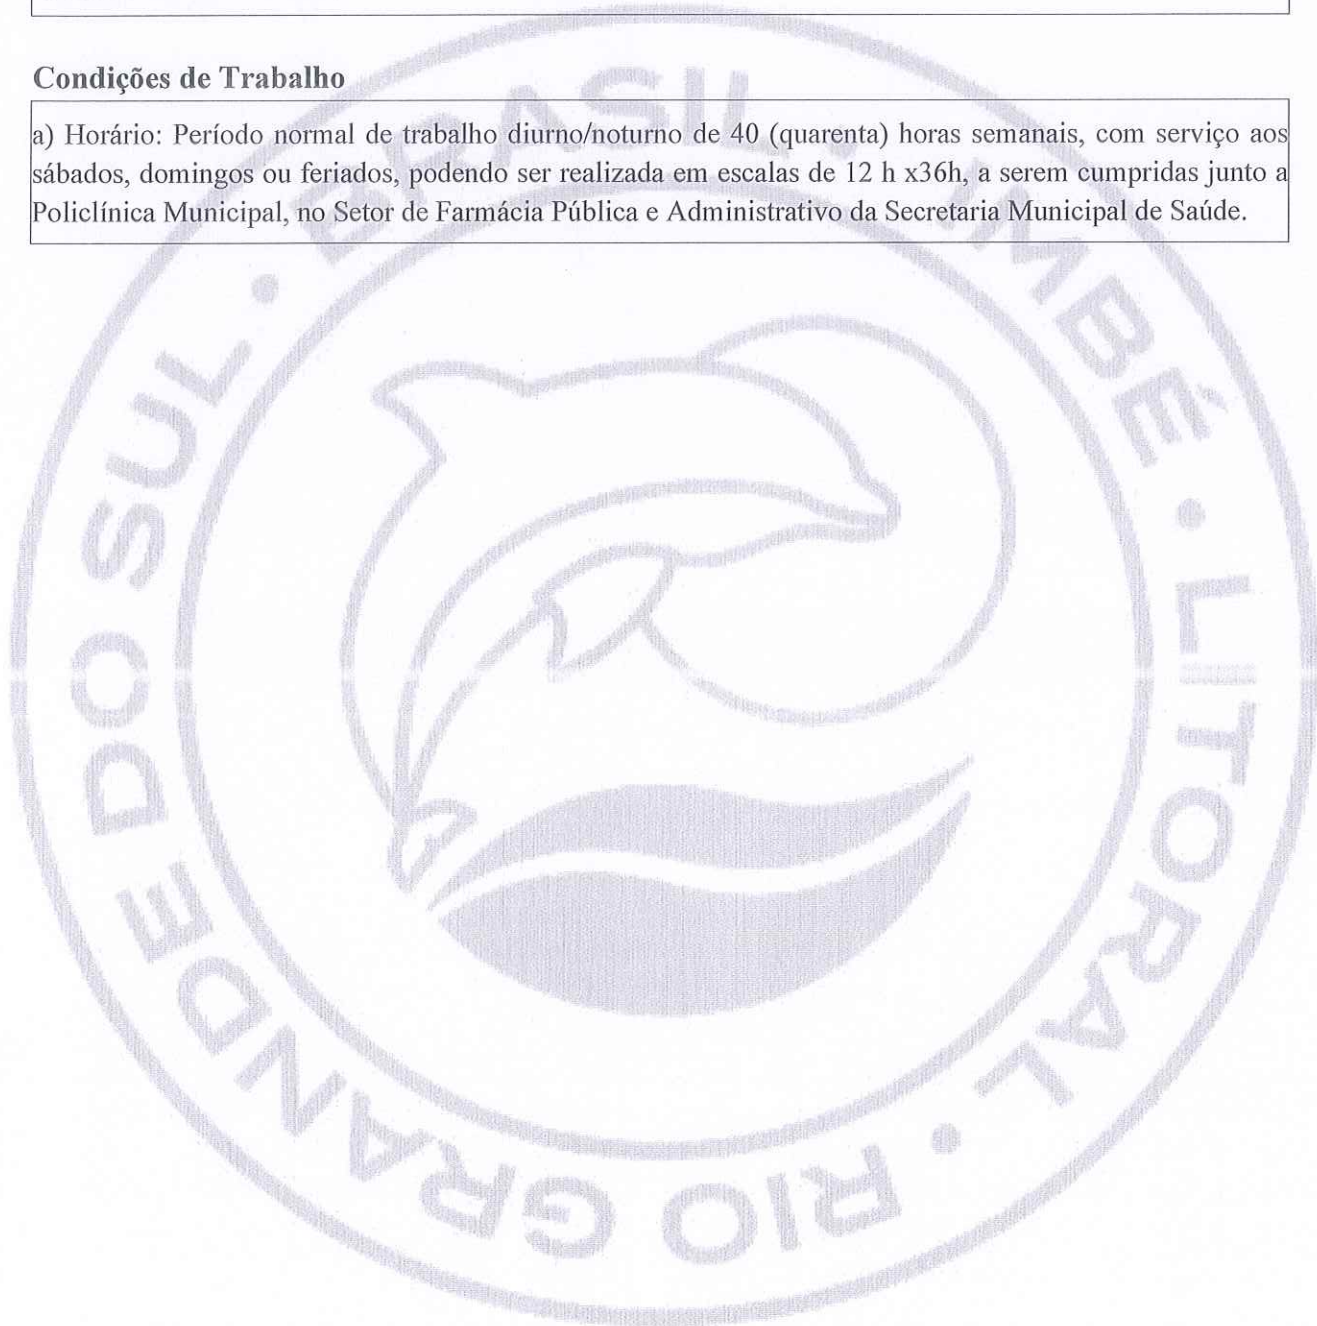 Condições de Trabalho
a) Horário: Período normal de trabalho diurno/noturno de 40 (quarenta) horas semanais, com serviço aos
sábados, domingos ou feriados, podendo ser realizada em escalas de 12 h x36h, a serem cumpridas junto a
Policlínica Municipal, no Setor de Farmácia Pública e Administrativo da Secretaria Municipal de Saúde.
BRASIL • IMBÉ • LITORAL • RIO GRANDE DO SUL •